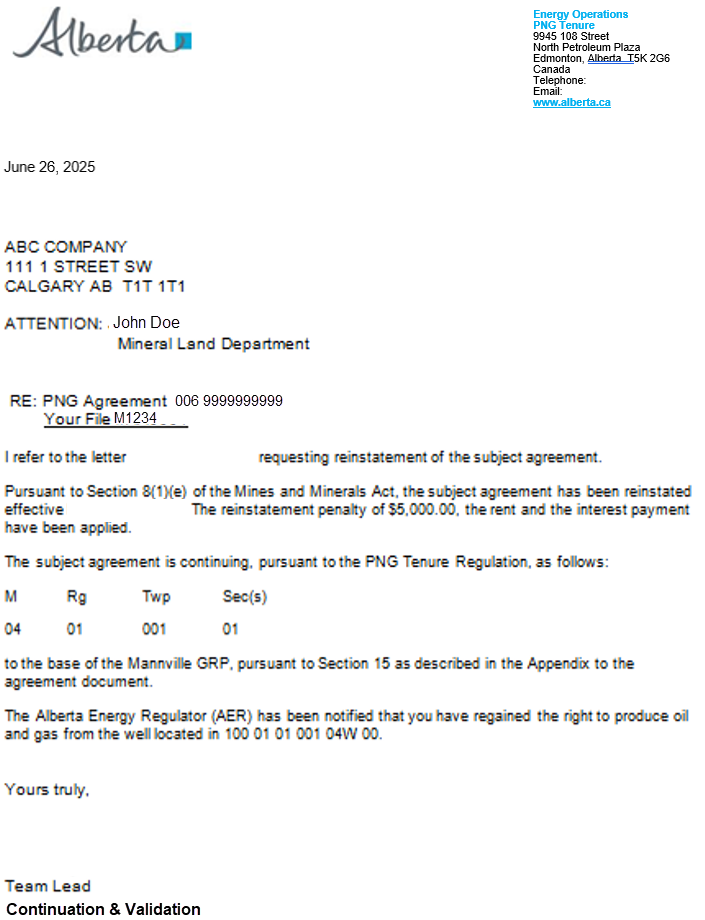 Alberta
Energy Operations
PNG Tenure
9945 108 Street
North Petroleum Plaza
Edmonton, Alberta T5K 2G6
Canada
Telephone:
Email:
www.alberta.ca
June 26, 2025
ABC COMPANY
111 1 STREET SW
CALGARY AB T1T 1T1
ATTENTION: John Doe
Mineral Land Department
RE: PNG Agreement 006 9999999999
Your File M1234
I refer to the letter requesting reinstatement of the subject agreement.
Pursuant to Section 8(1)(e) of the Mines and Minerals Act, the subject agreement has been reinstated
effective The reinstatement penalty of $5,000.00, the rent and the interest payment
have been applied.
The subject agreement is continuing, pursuant to the PNG Tenure Regulation, as follows:
M Rg Twp Sec(s)
04 01 001 01
to the base of the Mannville GRP, pursuant to Section 15 as described in the Appendix to the
agreement document.
The Alberta Energy Regulator (AER) has been notified that you have regained the right to produce oil
and gas from the well located in 100 01 01 001 04W 00.
Yours truly,
Team Lead
Continuation & Validation